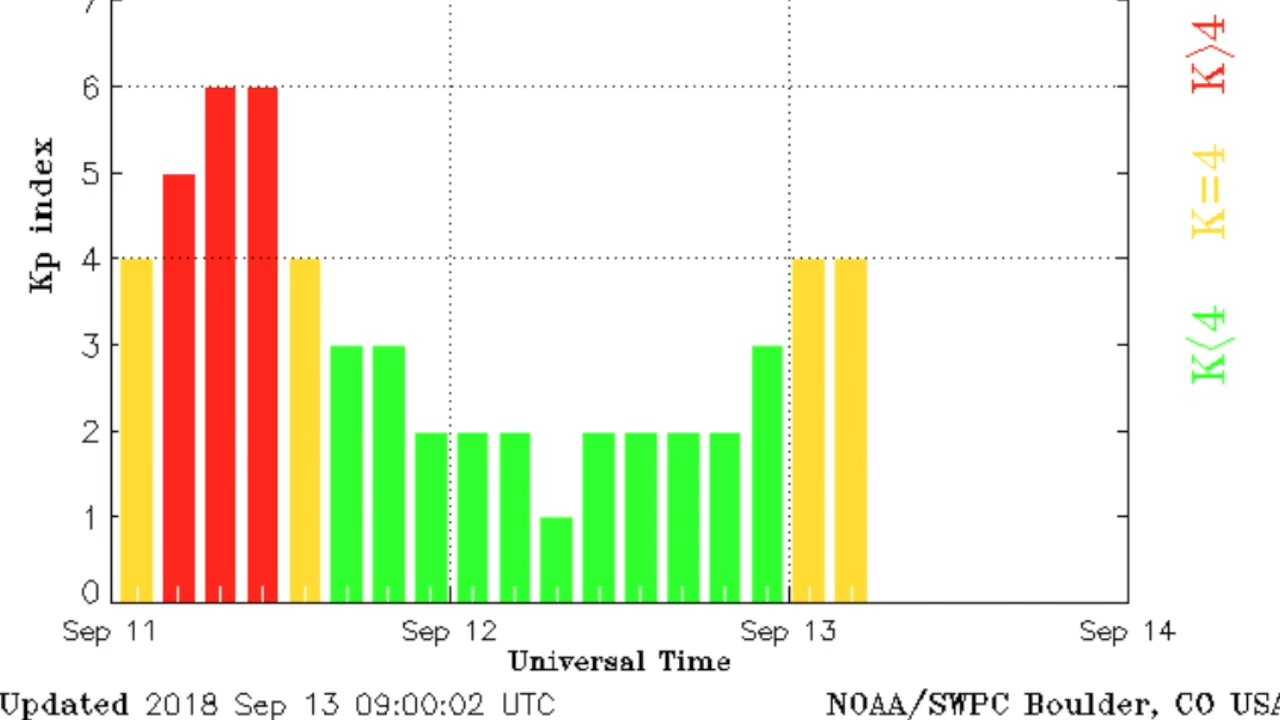 7
6
5
4
3
2
1
0
Kp index
Sep 11 Sep 12 Sep 13 Sep 14
Universal Time
Updated 2018 Sep 13 09:00:02 UTC
NOAA/SWPC Boulder, CO USA
K<4 K=4 K>4